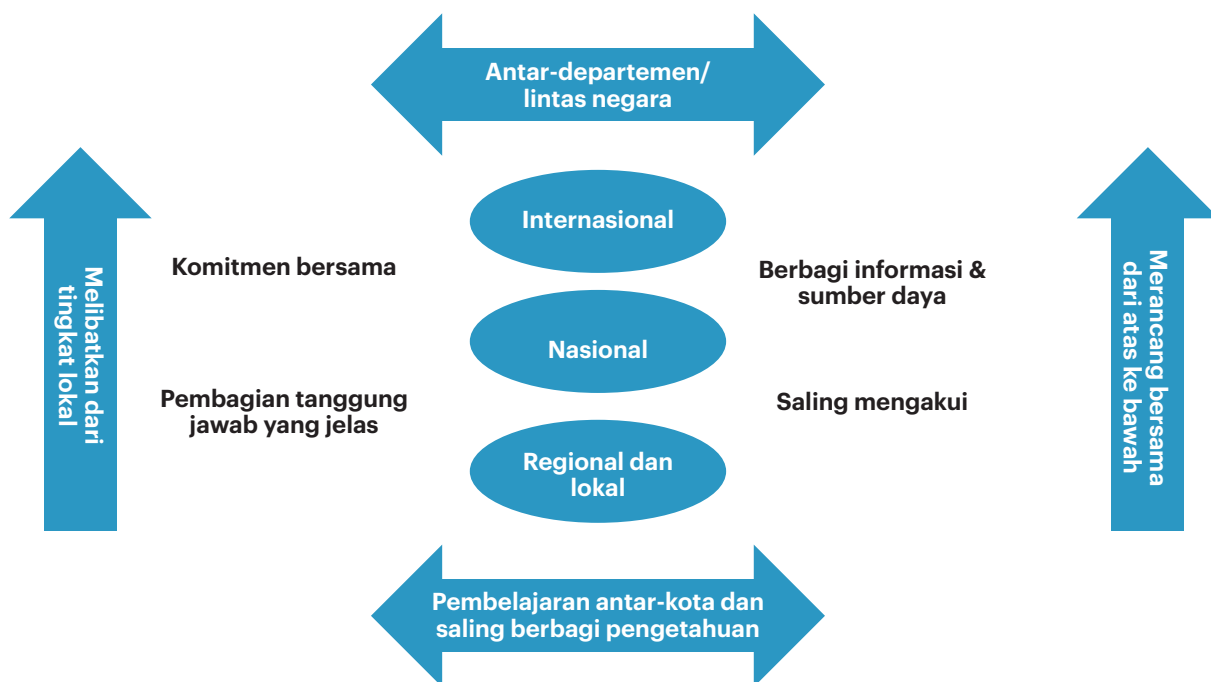 Antar-departemen/
lintas negara
Internasional
Komitmen bersama
Berbagi informasi &
sumber daya
Melibatkan dari
tingkat lokal
Merancang bersama
dari atas ke bawah
Nasional
Pembagian tanggung
jawab yang jelas
Saling mengakui
Regional dan
lokal
Pembelajaran antar-kota dan
saling berbagi pengetahuan